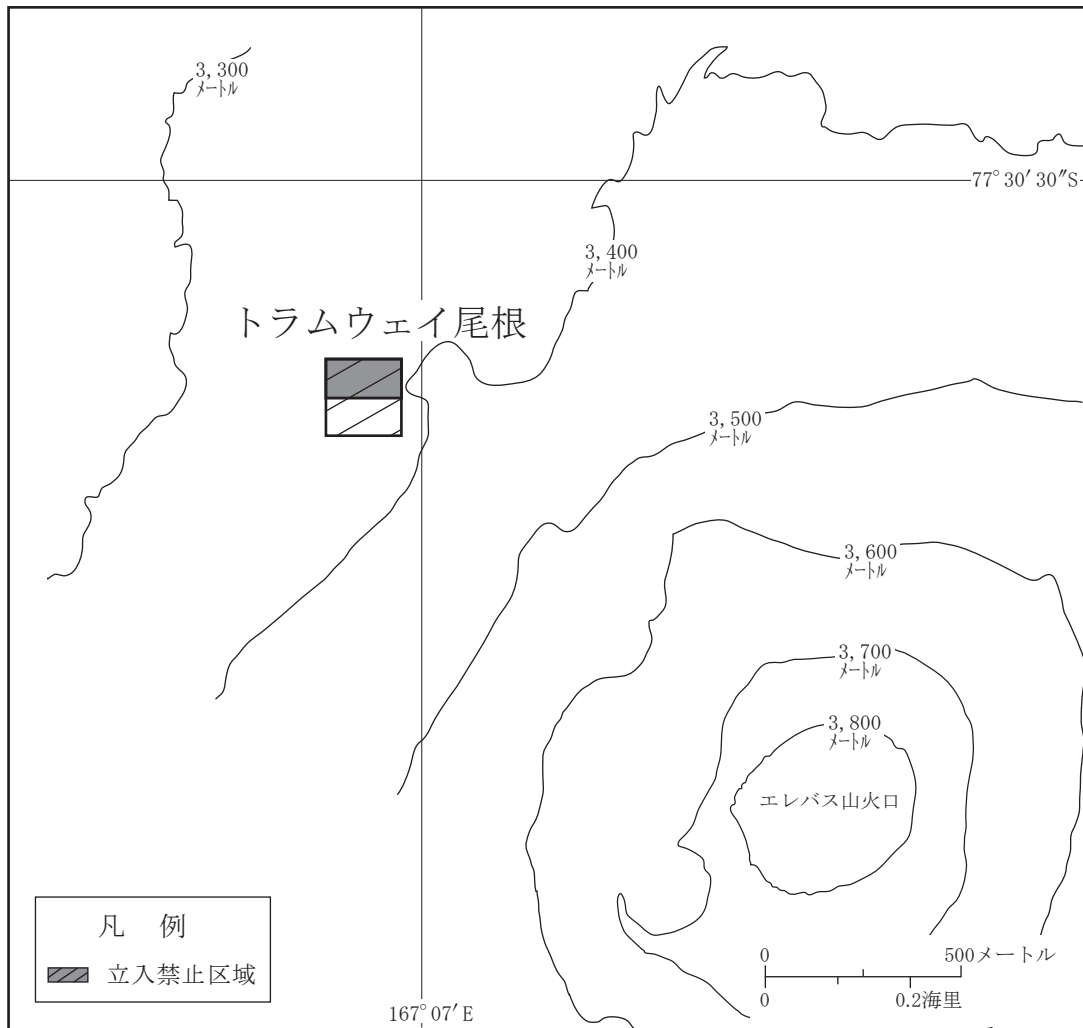 3,300
メートル
77°30′30″S
3,400
メートル
トラムウェイ尾根
3,500
メートル
3,600
メートル
3,700
メートル
3,800
メートル
エレバス山火口
凡 例
立入禁止区域
0 500メートル
0 0.2海里
167°07′E